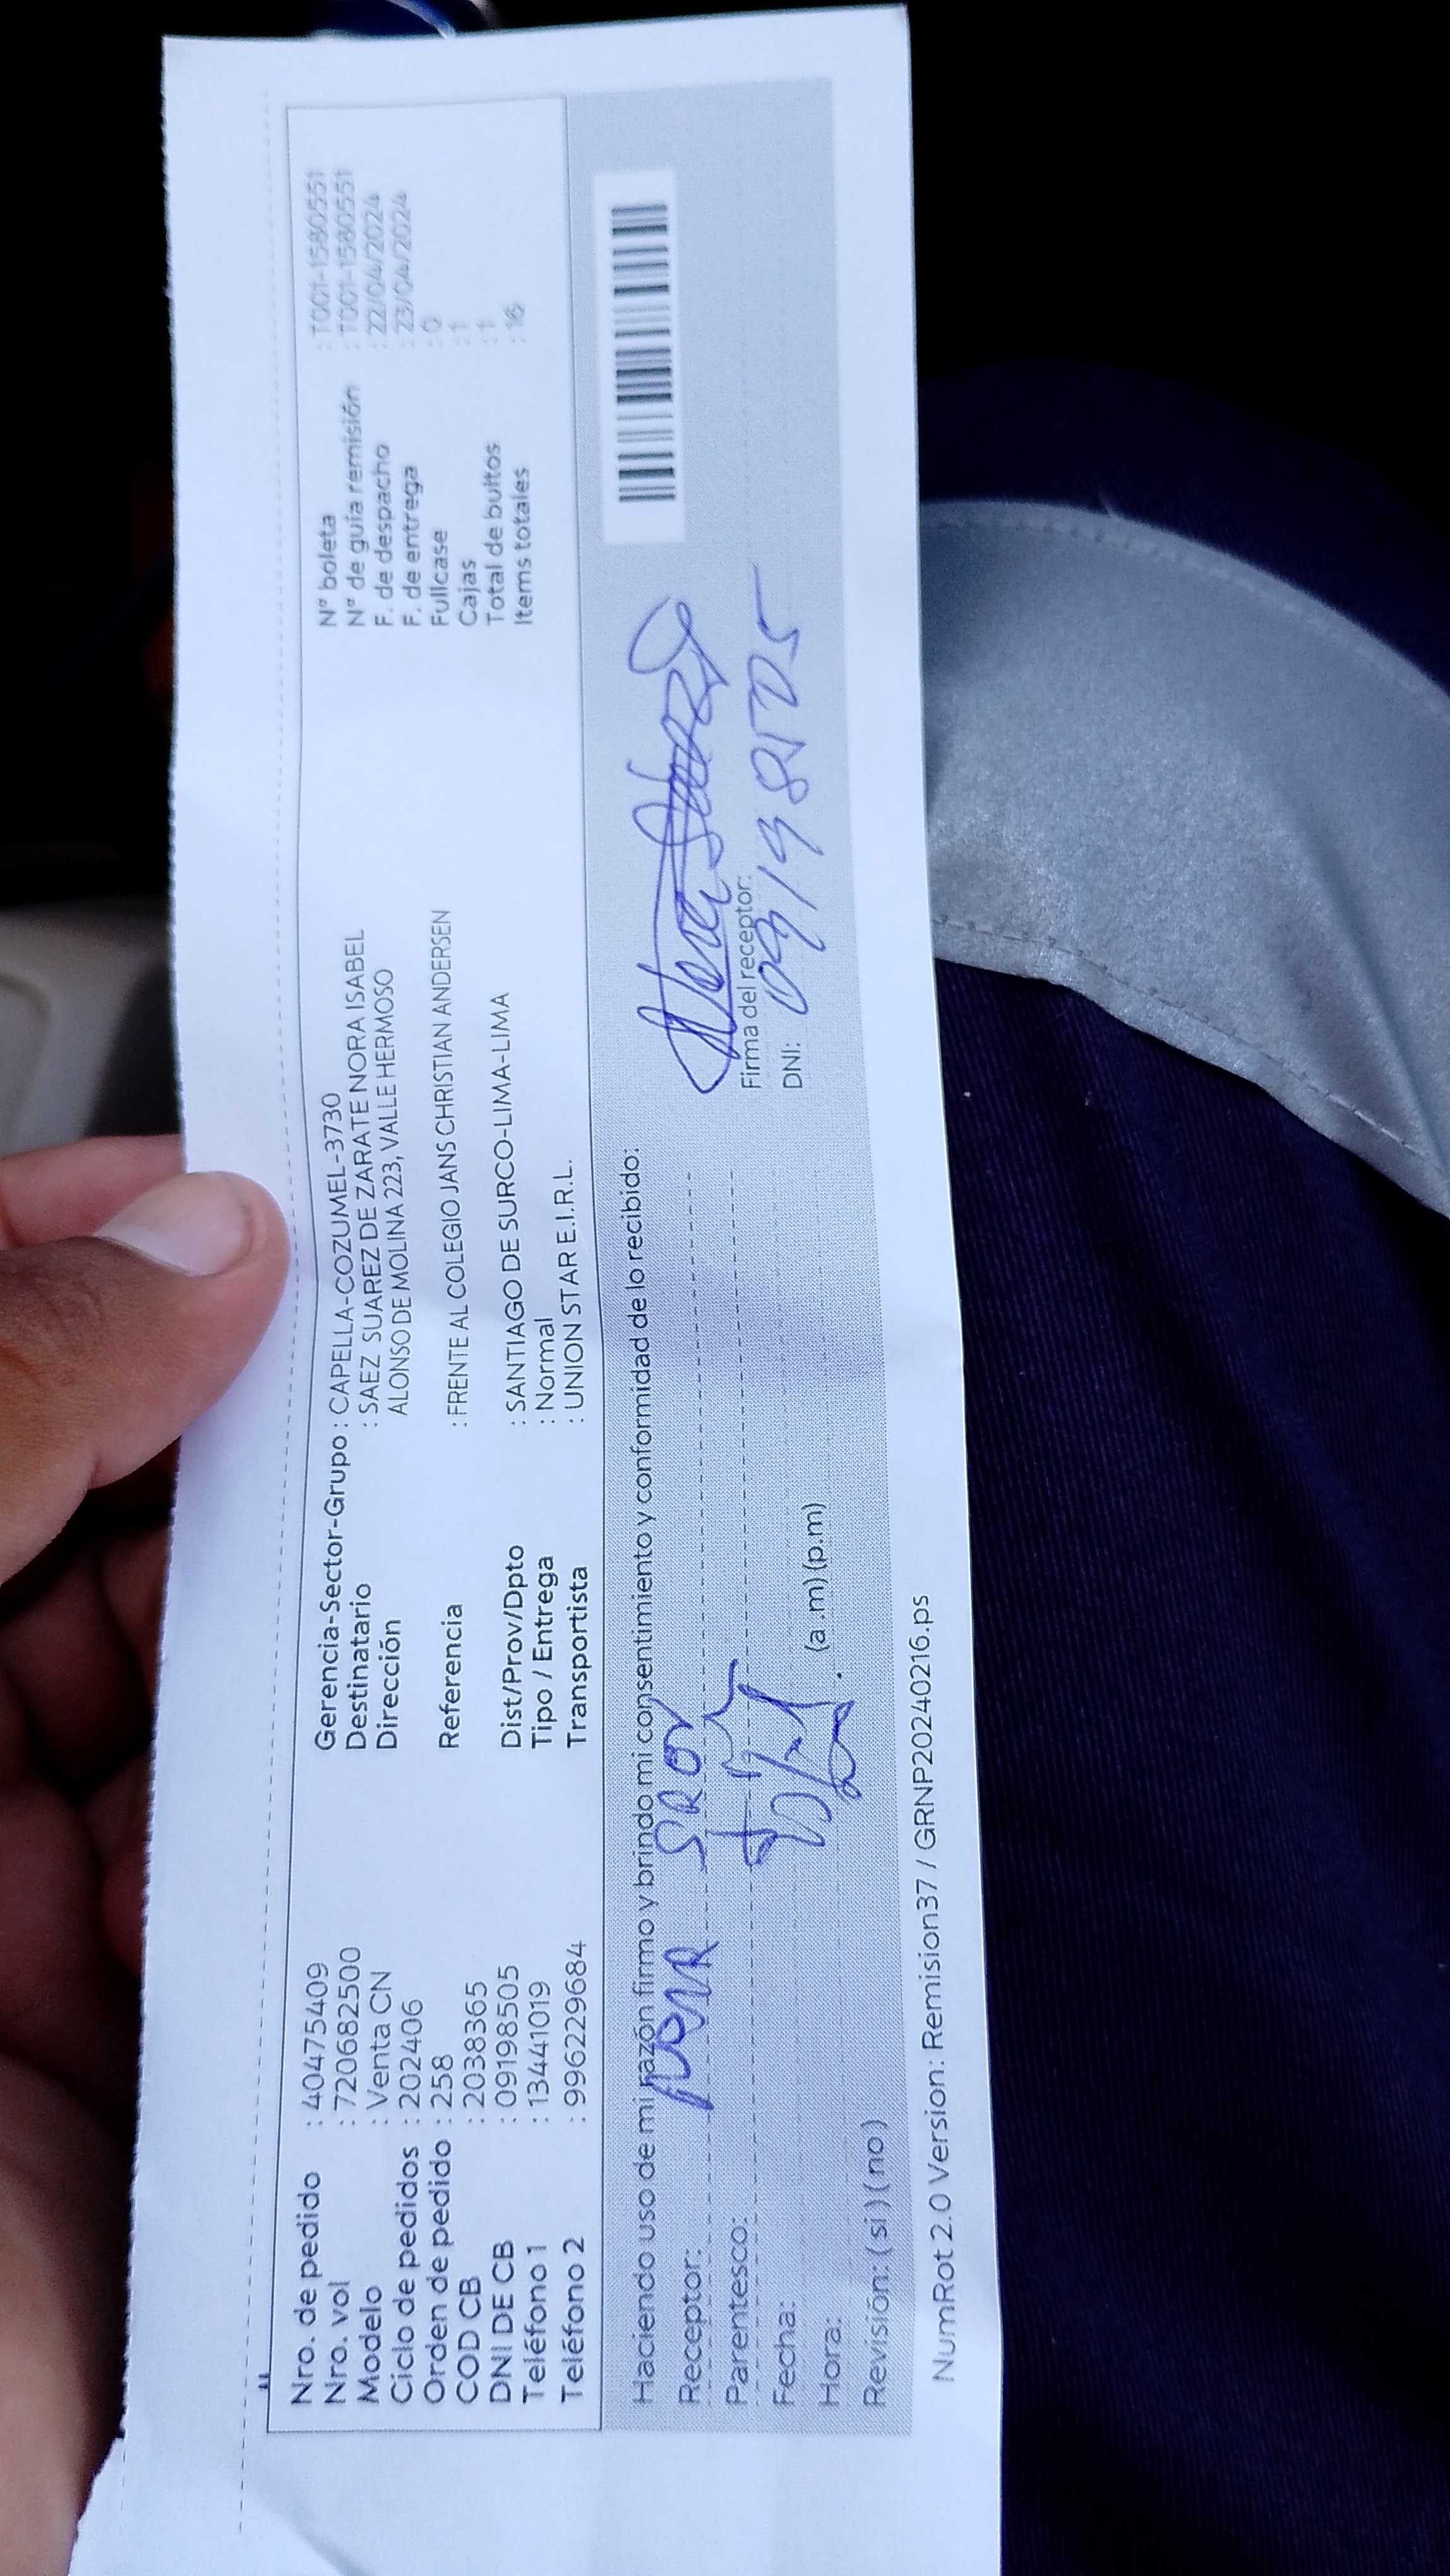 Nro. de pedido : 40475409
Nro. vol : 720682500
Modelo : Venta CN
Ciclo de pedidos : 202406
Orden de pedido : 258
COD CB : 2038365
DNI DE CB : 09198505
Teléfono 1 : 13441019
Teléfono 2 : 996229684
Gerencia-Sector-Grupo : CAPELLA-COZUMEL-3730
Destinatario : SAEZ SUAREZ DE ZARATE NORA ISABEL
Dirección ALONSO DE MOLINA 223, VALLE HERMOSO
Referencia : FRENTE AL COLEGIO JANS CHRISTIAN ANDERSEN
Dist/Prov/Dpto : SANTIAGO DE SURCO-LIMA-LIMA
Tipo / Entrega : Normal
Transportista : UNION STAR E.I.R.L.
N° boleta : T001-1580551
N° de guía remisión : T001-1580551
F. de despacho : 22/04/2024
F. de entrega : 23/04/2024
Fullcase : 0
Cajas : 1
Total de bultos : 1
Items totales : 16
Haciendo uso de mi razón firmo y brindo mi consentimiento y conformidad de lo recibido:
Receptor:
Parentesco:
Fecha:
Hora: (a.m) (p.m)
Revisión: ( si ) ( no )
Firma del receptor:
DNI: 09198505
NumRot 2.0 Version: Remision37 / GRNP20240216.ps